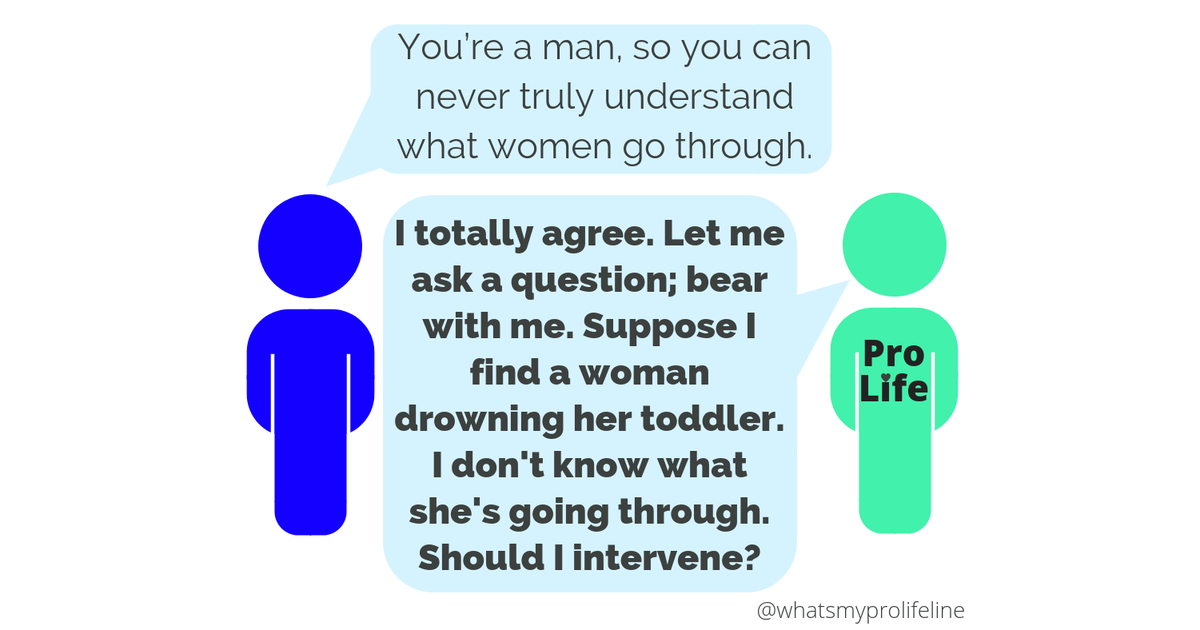 You’re a man, so you can
never truly understand
what women go through.
I totally agree. Let me
ask a question; bear
with me. Suppose I
find a woman
drowning her toddler.
I don't know what
she's going through.
Should I intervene?
Pro
Life
@whatsmyprolifeline